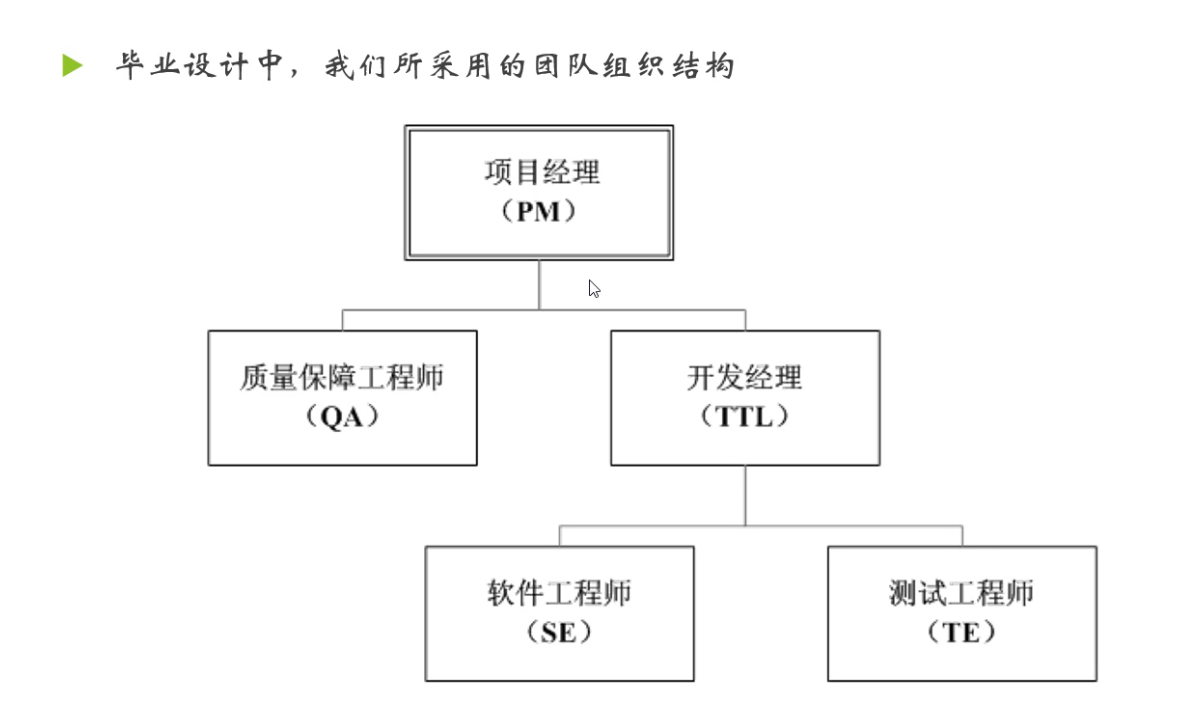 毕业设计中，我们所采用的团队组织结构
项目经理
（PM）
质量保障工程师
（QA）
开发经理
（TTL）
软件工程师
（SE）
测试工程师
（TE）